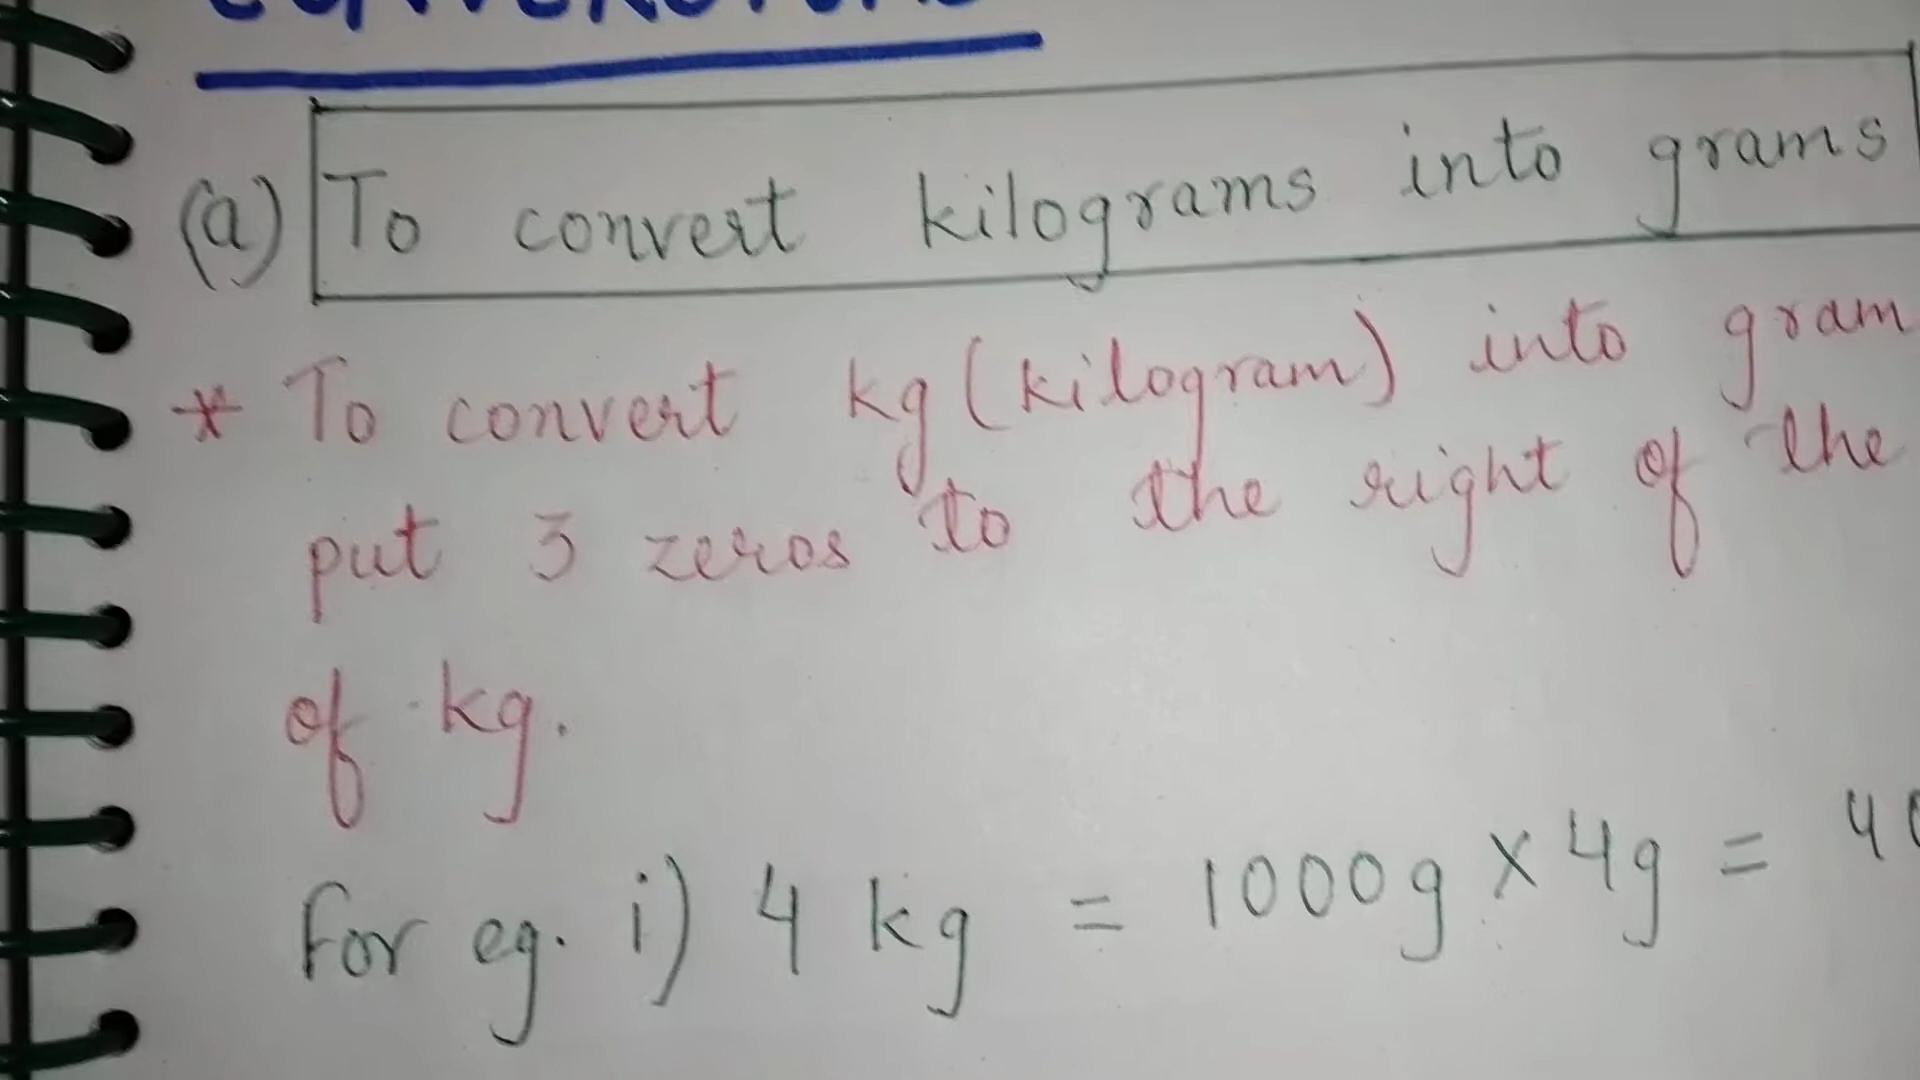 (a) To convert kilograms into grams
* To convert kg (kilogram) into gram
put 3 zeros to the right of the
of kg.
For eg. i) 4 kg = 1000g x 4g = 40